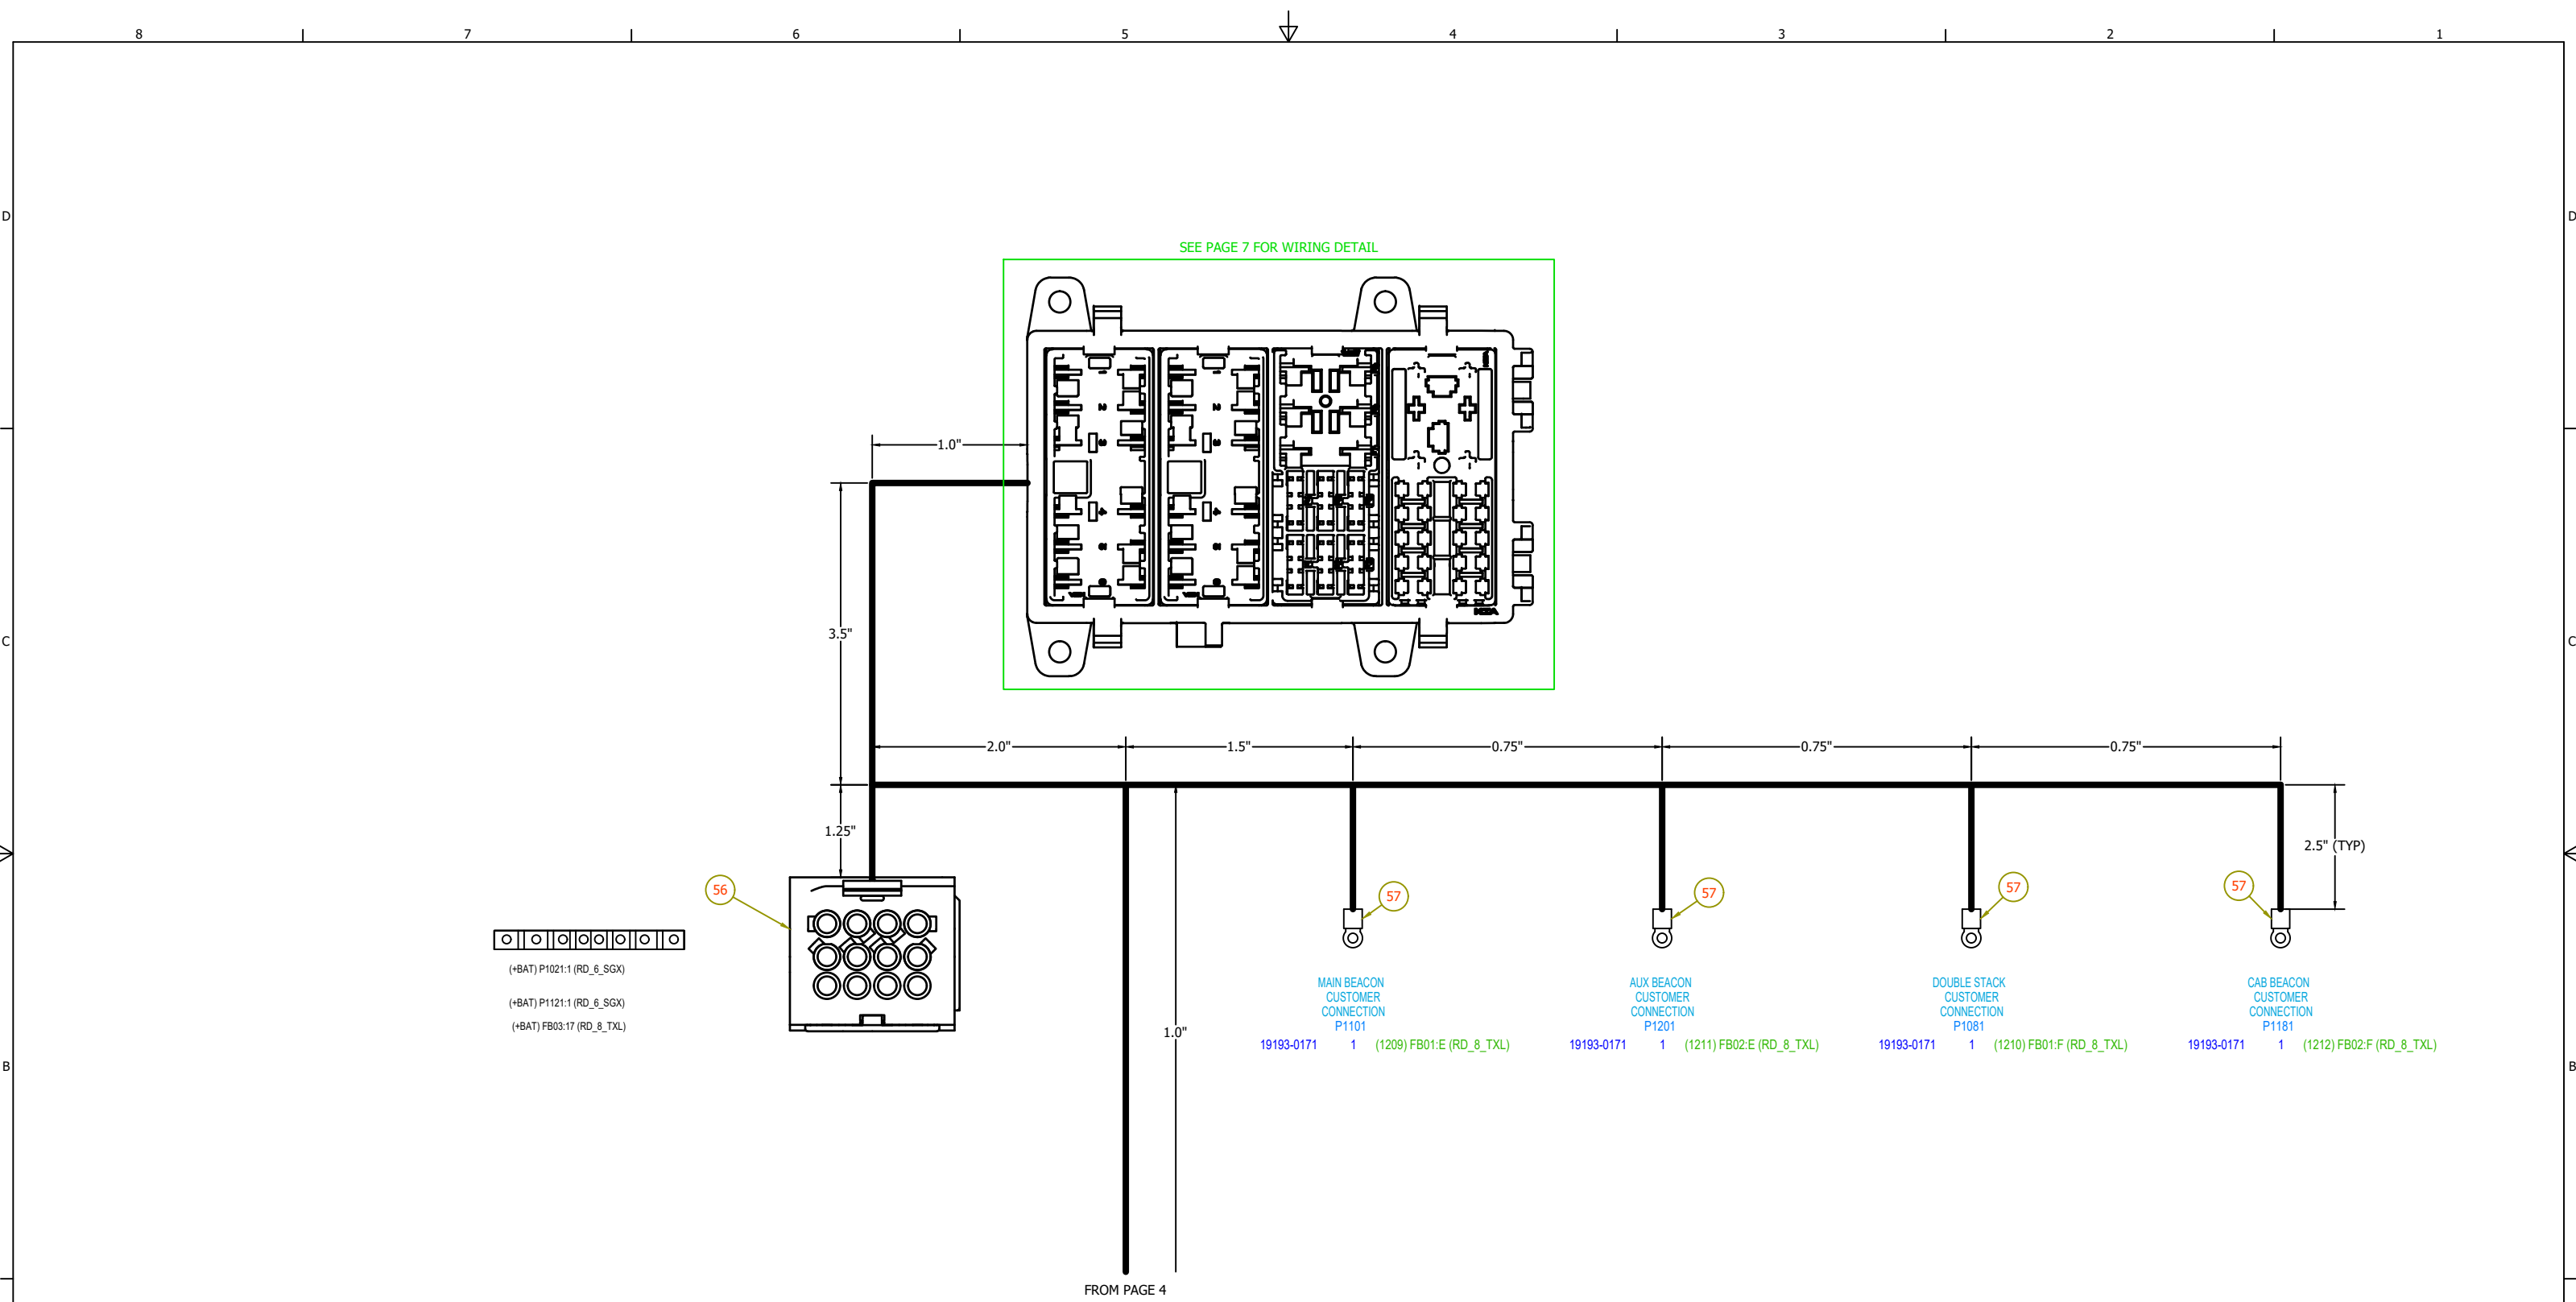 8 7 6 5 4 3 2 1
D D
SEE PAGE 7 FOR WIRING DETAIL
1.0"
3.5"
C C
2.0" 1.5" 0.75" 0.75" 0.75"
1.25"
2.5" (TYP)
56 57 57 57 57
(+BAT) P1021:1 (RD_6_SGX)
(+BAT) P1121:1 (RD_6_SGX)
(+BAT) FB03:17 (RD_8_TXL)
1.0"
MAIN BEACON
CUSTOMER
CONNECTION
P1101
19193-0171 1 (1209) FB01:E (RD_8_TXL)
AUX BEACON
CUSTOMER
CONNECTION
P1201
19193-0171 1 (1211) FB02:E (RD_8_TXL)
DOUBLE STACK
CUSTOMER
CONNECTION
P1081
19193-0171 1 (1210) FB01:F (RD_8_TXL)
CAB BEACON
CUSTOMER
CONNECTION
P1181
19193-0171 1 (1212) FB02:F (RD_8_TXL)
B B
FROM PAGE 4